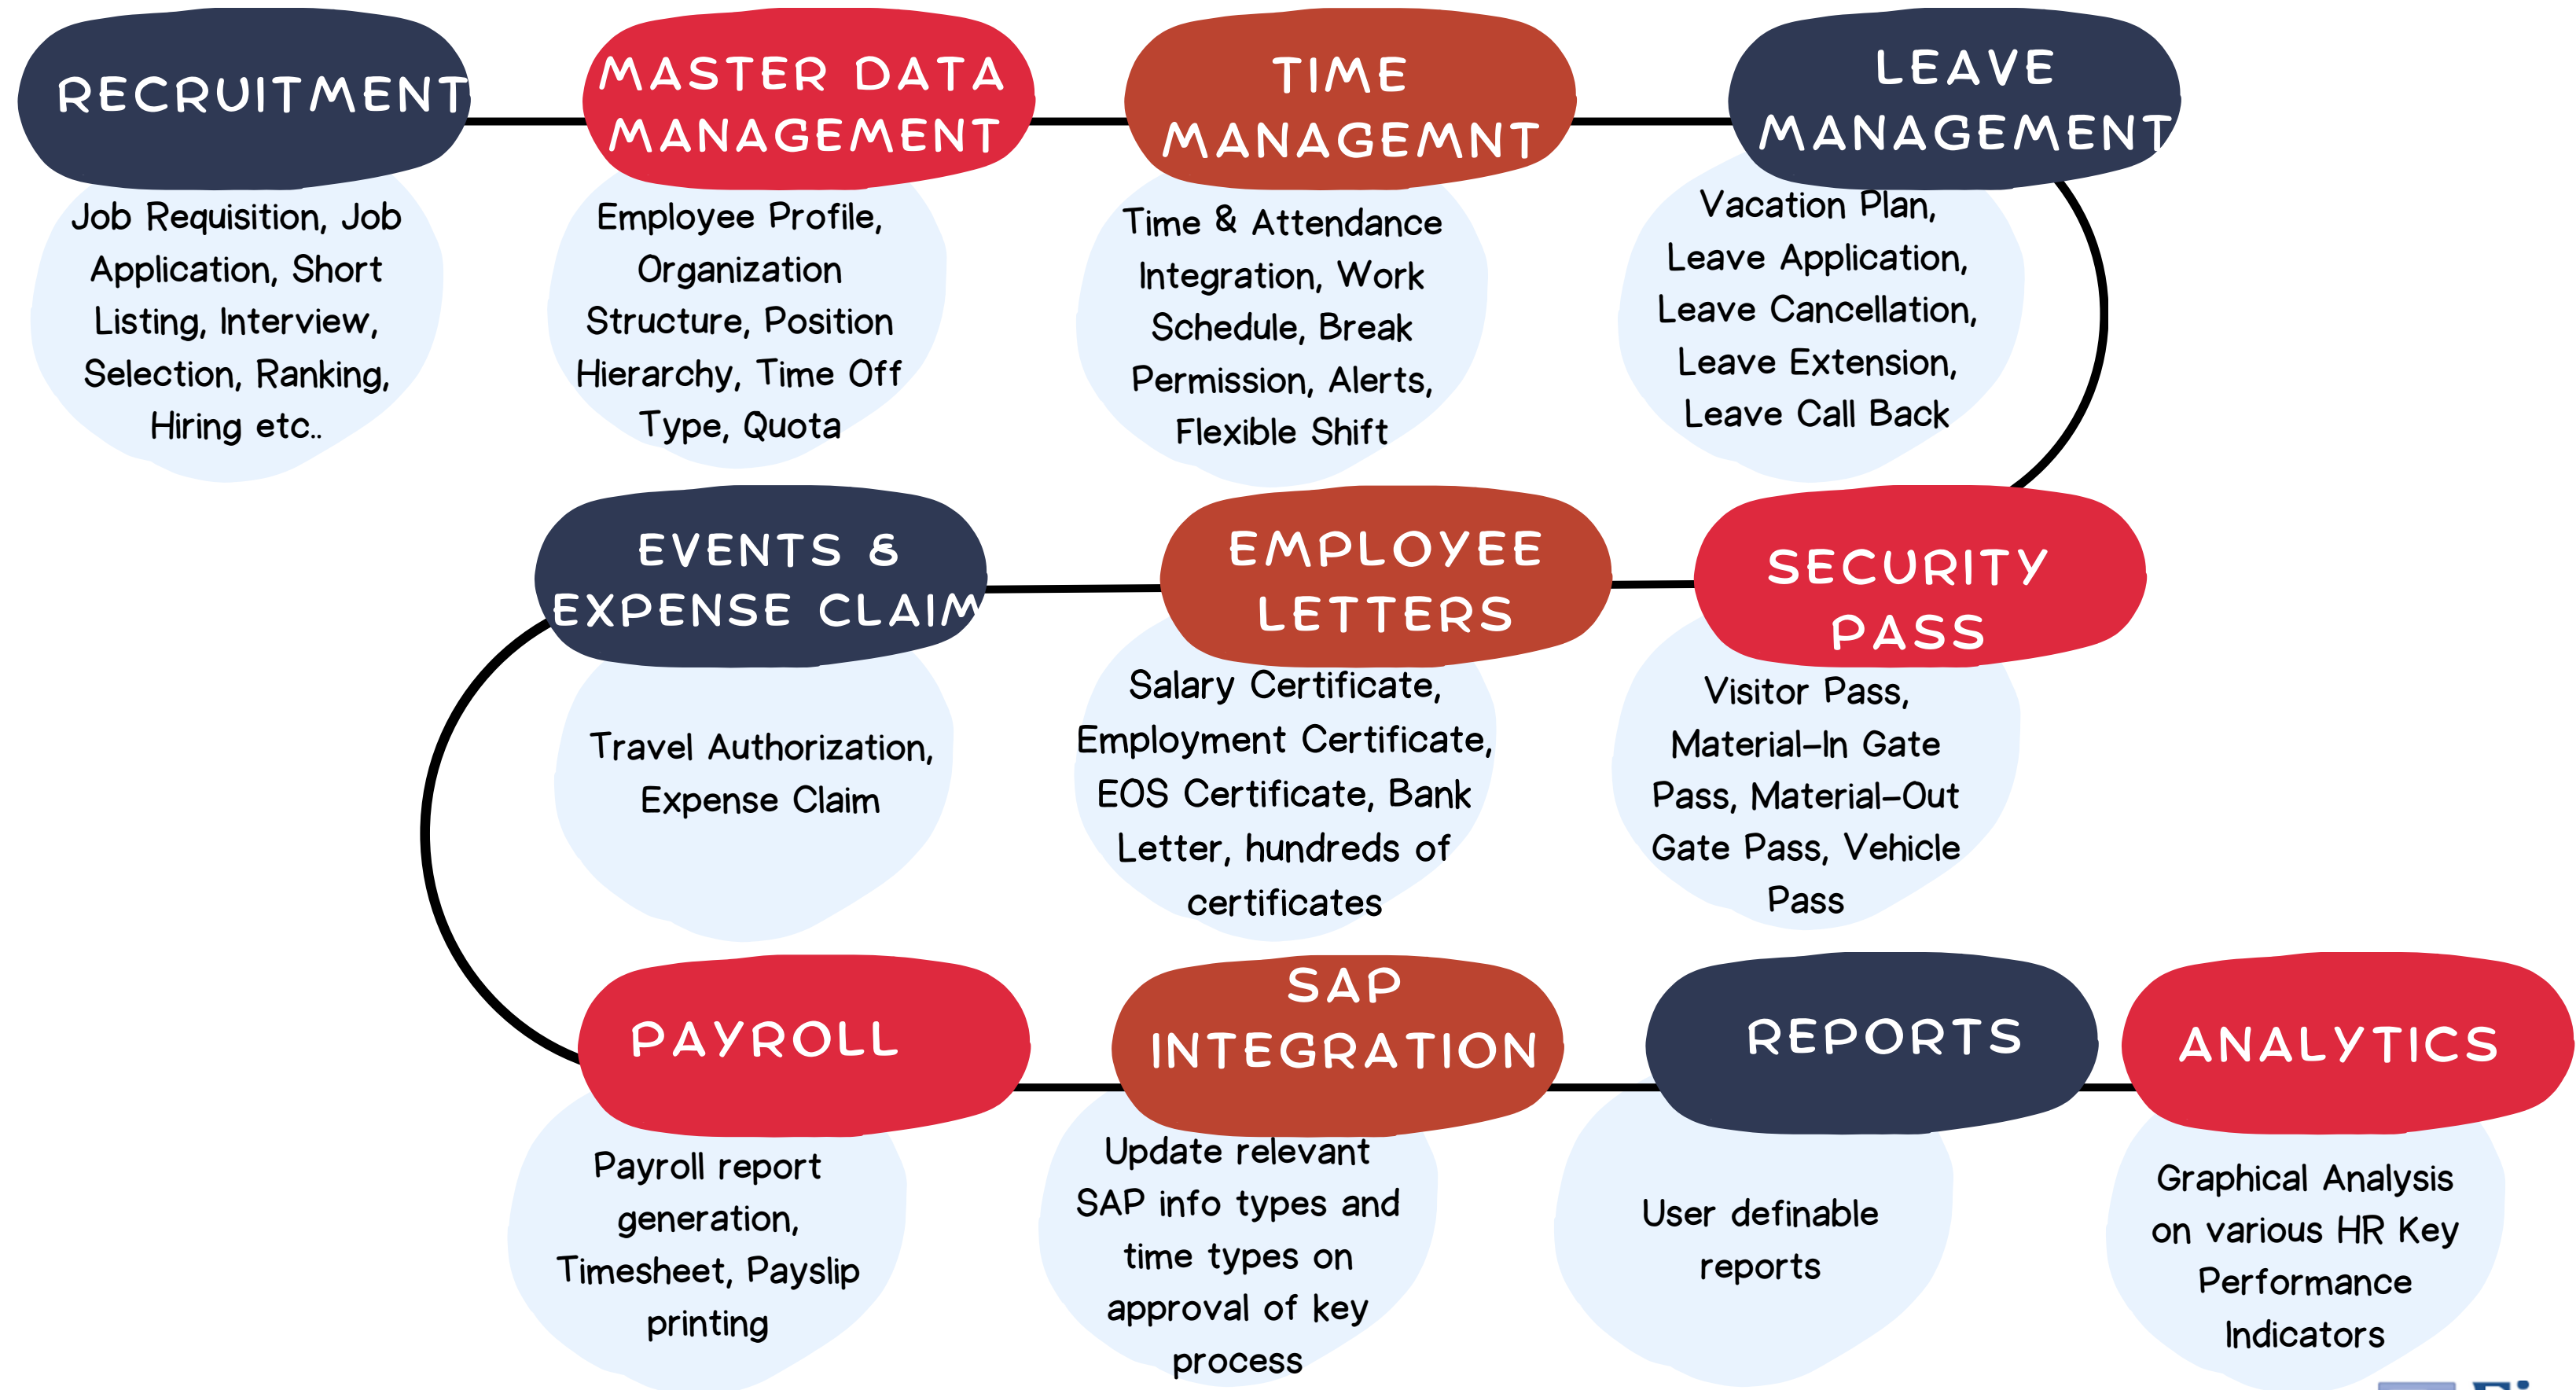 RECRUITMENT
Job Requisition, Job
Application, Short
Listing, Interview,
Selection, Ranking,
Hiring etc..
MASTER DATA
MANAGEMENT
Employee Profile,
Organization
Structure, Position
Hierarchy, Time Off
Type, Quota
TIME
MANAGEMNT
Time & Attendance
Integration, Work
Schedule, Break
Permission, Alerts,
Flexible Shift
LEAVE
MANAGEMENT
Vacation Plan,
Leave Application,
Leave Cancellation,
Leave Extension,
Leave Call Back
SECURITY
PASS
Visitor Pass,
Material-In Gate
Pass, Material-Out
Gate Pass, Vehicle
Pass
EMPLOYEE
LETTERS
Salary Certificate,
Employment Certificate,
EOS Certificate, Bank
Letter, hundreds of
certificates
EVENTS &
EXPENSE CLAIM
Travel Authorization,
Expense Claim
PAYROLL
Payroll report
generation,
Timesheet, Payslip
printing
SAP
INTEGRATION
Update relevant
SAP info types and
time types on
approval of key
process
REPORTS
User definable
reports
ANALYTICS
Graphical Analysis
on various HR Key
Performance
Indicators